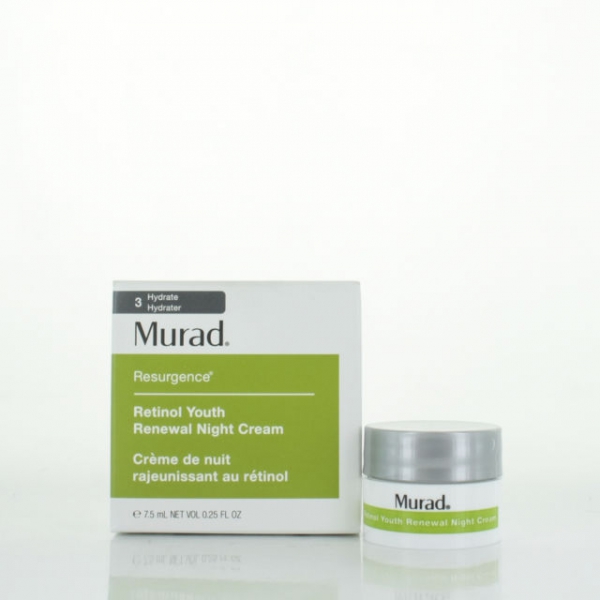 3 Hydrate
Hydrater
Murad®
Resurgence®
Retinol Youth
Renewal Night Cream
Crème de nuit
rajeunissant au rétinol
℮ 7.5 mL NET VOL 0.25 FL OZ
Murad®
Retinol Youth Renewal Night Cream